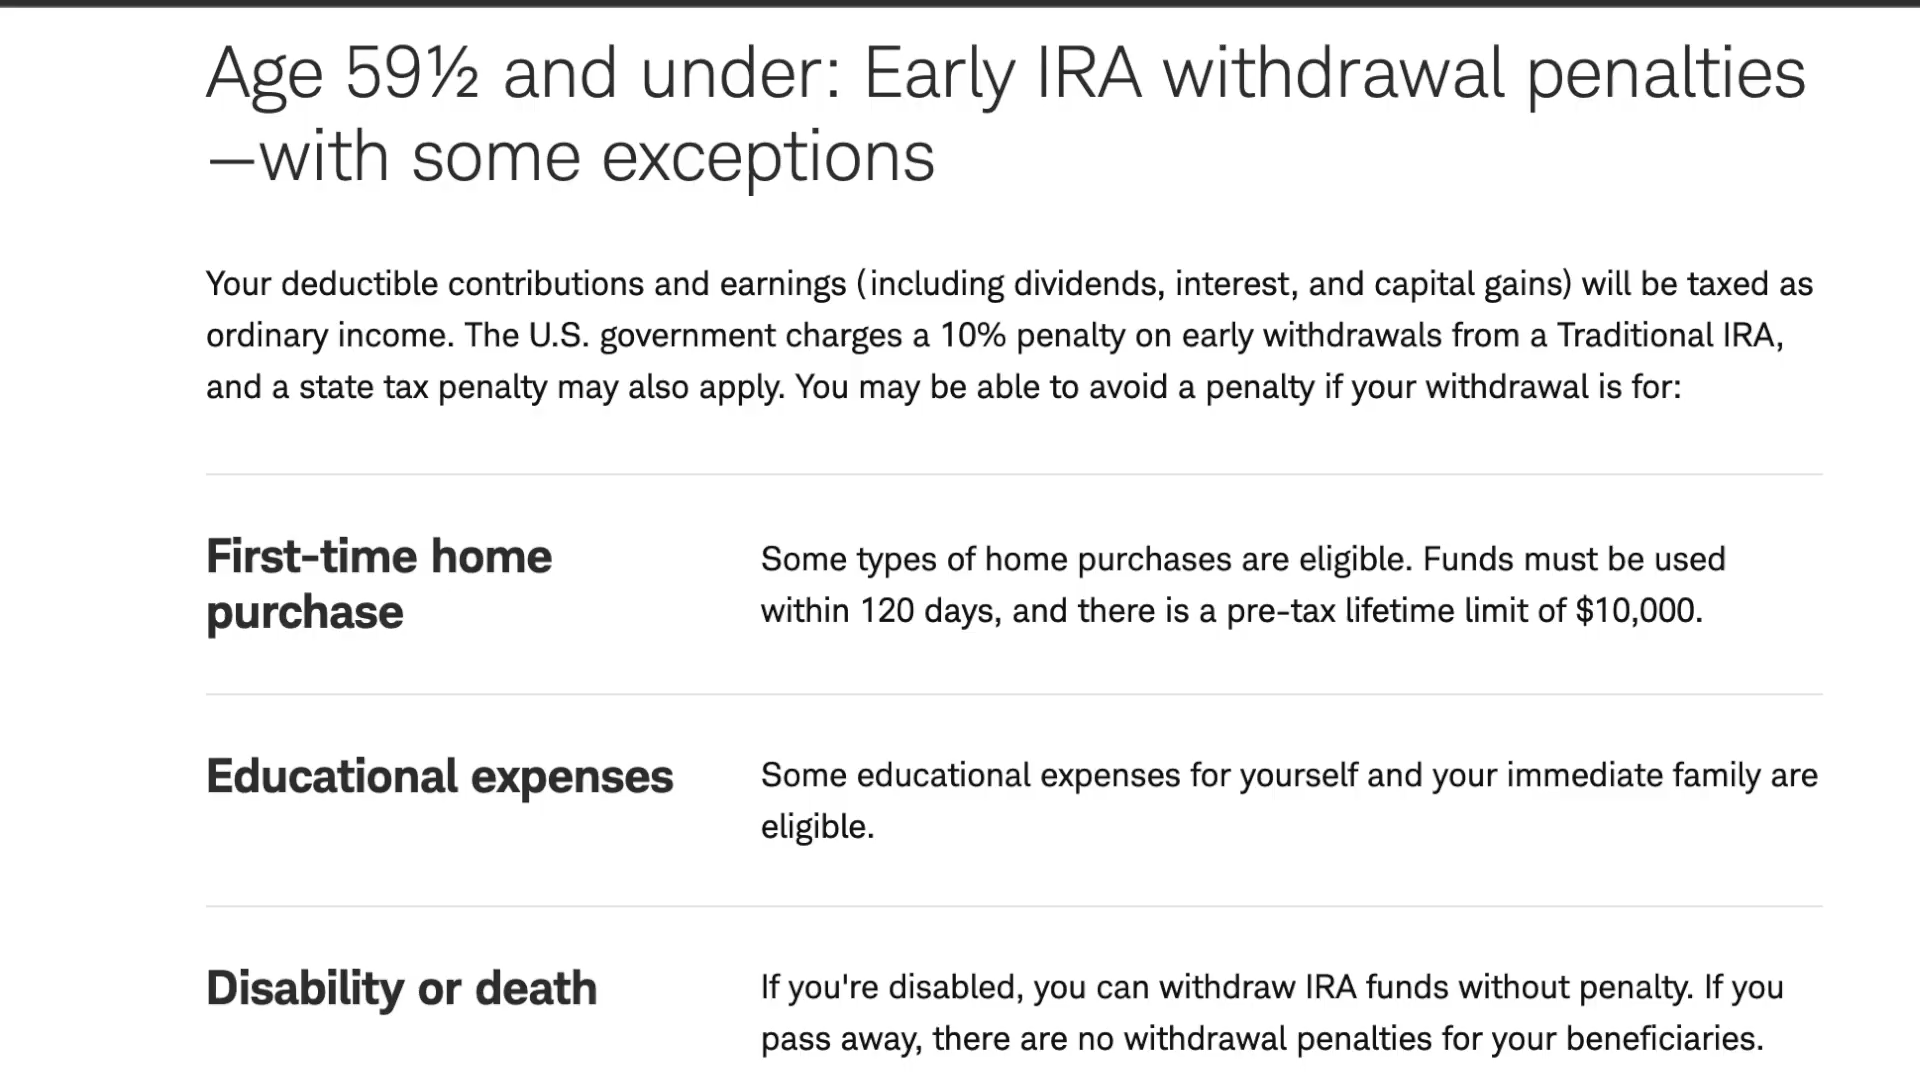 Age 59½ and under: Early IRA withdrawal penalties
—with some exceptions
Your deductible contributions and earnings (including dividends, interest, and capital gains) will be taxed as
ordinary income. The U.S. government charges a 10% penalty on early withdrawals from a Traditional IRA,
and a state tax penalty may also apply. You may be able to avoid a penalty if your withdrawal is for:
First-time home
purchase
Some types of home purchases are eligible. Funds must be used
within 120 days, and there is a pre-tax lifetime limit of $10,000.
Educational expenses
Some educational expenses for yourself and your immediate family are
eligible.
Disability or death
If you're disabled, you can withdraw IRA funds without penalty. If you
pass away, there are no withdrawal penalties for your beneficiaries.